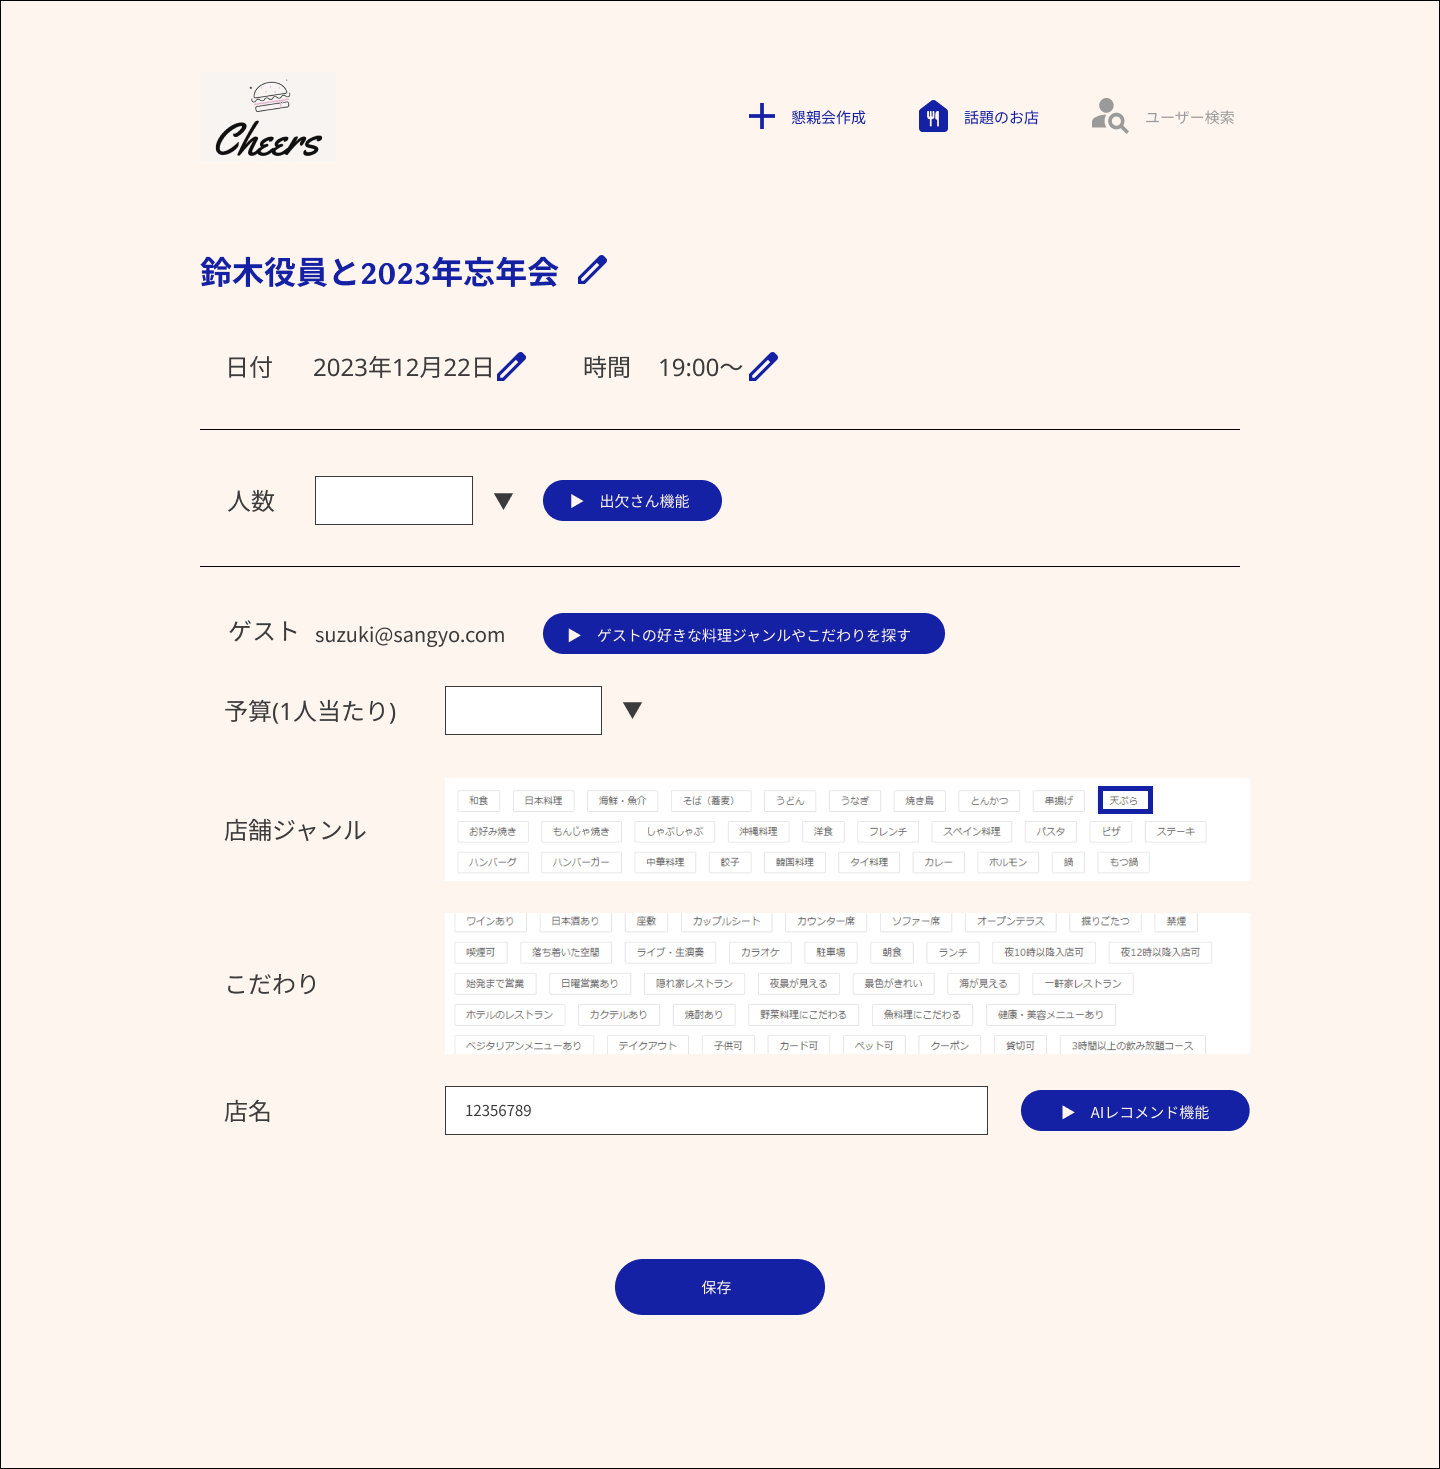 Cheers
懇親会作成
話題のお店
ユーザー検索
鈴木役員と2023年忘年会
日付 2023年12月22日 時間 19:00〜
人数 ▼ ▶ 出欠さん機能
ゲスト suzuki@sangyo.com ▶ ゲストの好きな料理ジャンルやこだわりを探す
予算(1人当たり) ▼
店舗ジャンル
和食 日本料理 海鮮・魚介 そば（蕎麦） うどん うなぎ 焼き鳥 とんかつ 串揚げ 天ぷら
お好み焼き もんじゃ焼き しゃぶしゃぶ 沖縄料理 洋食 フレンチ スペイン料理 パスタ ピザ ステーキ
ハンバーグ ハンバーガー 中華料理 餃子 韓国料理 タイ料理 カレー ホルモン 鍋 もつ鍋
こだわり
ワインあり 日本酒あり 座敷 カップルシート カウンター席 ソファー席 オープンテラス 掘りごたつ 禁煙
喫煙可 落ち着いた空間 ライブ・生演奏 カラオケ 駐車場 朝食 ランチ 夜10時以降入店可 夜12時以降入店可
始発まで営業 日曜営業あり 隠れ家レストラン 夜景が見える 景色がきれい 海が見える 一軒家レストラン
ホテルのレストラン カクテルあり 焼酎あり 野菜料理にこだわる 魚料理にこだわる 健康・美容メニューあり
ベジタリアンメニューあり テイクアウト 子供可 カード可 ペット可 クーポン 貸切可 3時間以上の飲み放題コース
店名 12356789 ▶ AIレコメンド機能
保存